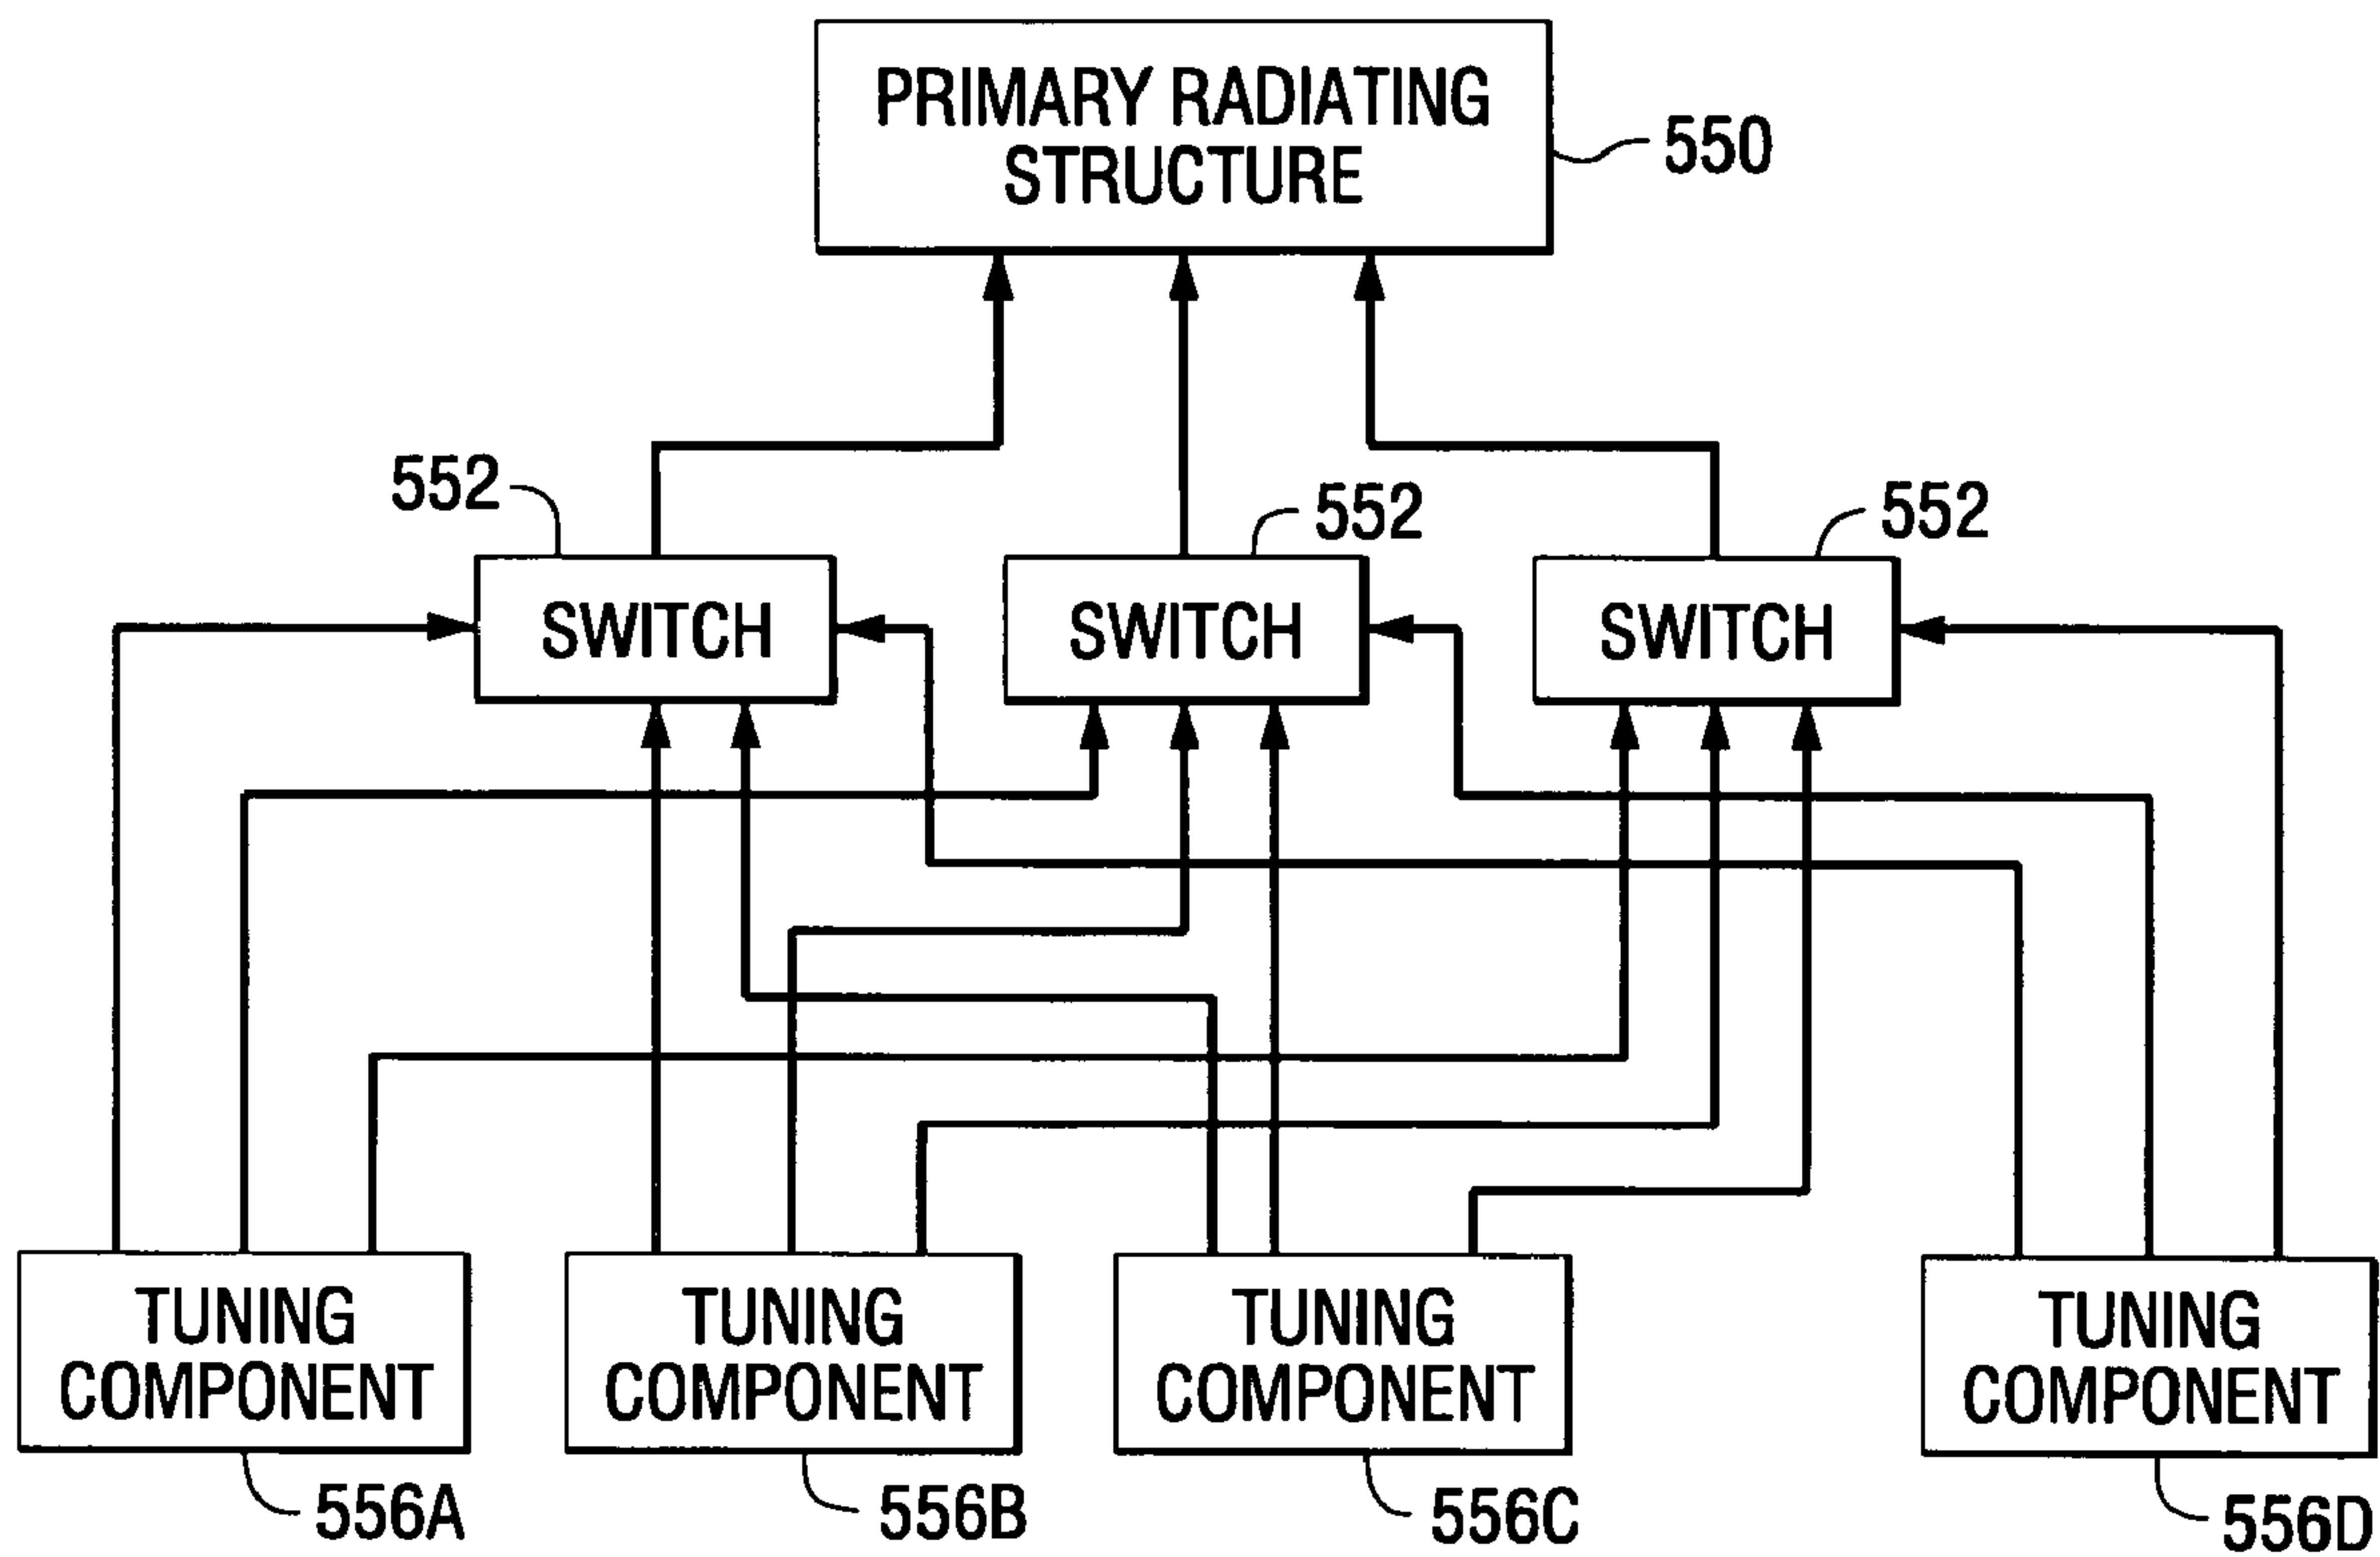 PRIMARY RADIATING
STRUCTURE
550
552
552
552
SWITCH
SWITCH
SWITCH
TUNING
COMPONENT
TUNING
COMPONENT
TUNING
COMPONENT
TUNING
COMPONENT
556A
556B
556C
556D